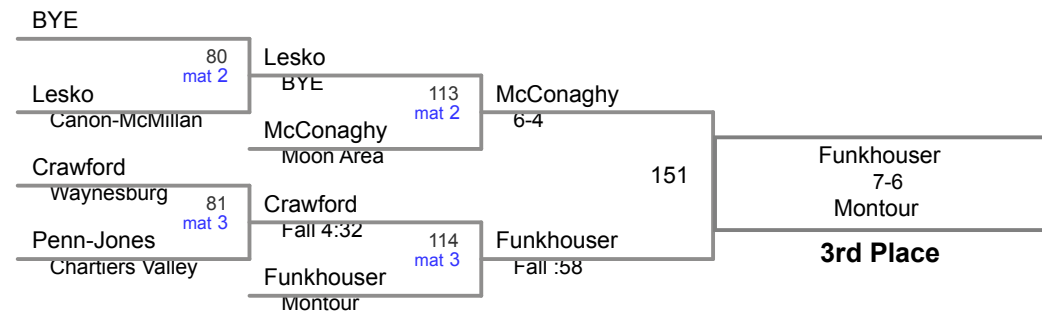 BYE
80
mat 2
Lesko
Canon-McMillan
Lesko
BYE
113
mat 2
McConaghy
Moon Area
McConaghy
6-4
Crawford
Waynesburg
81
mat 3
Penn-Jones
Chartiers Valley
Crawford
Fall 4:32
114
mat 3
Funkhouser
Montour
Funkhouser
Fall :58
151
Funkhouser
7-6
Montour
3rd Place